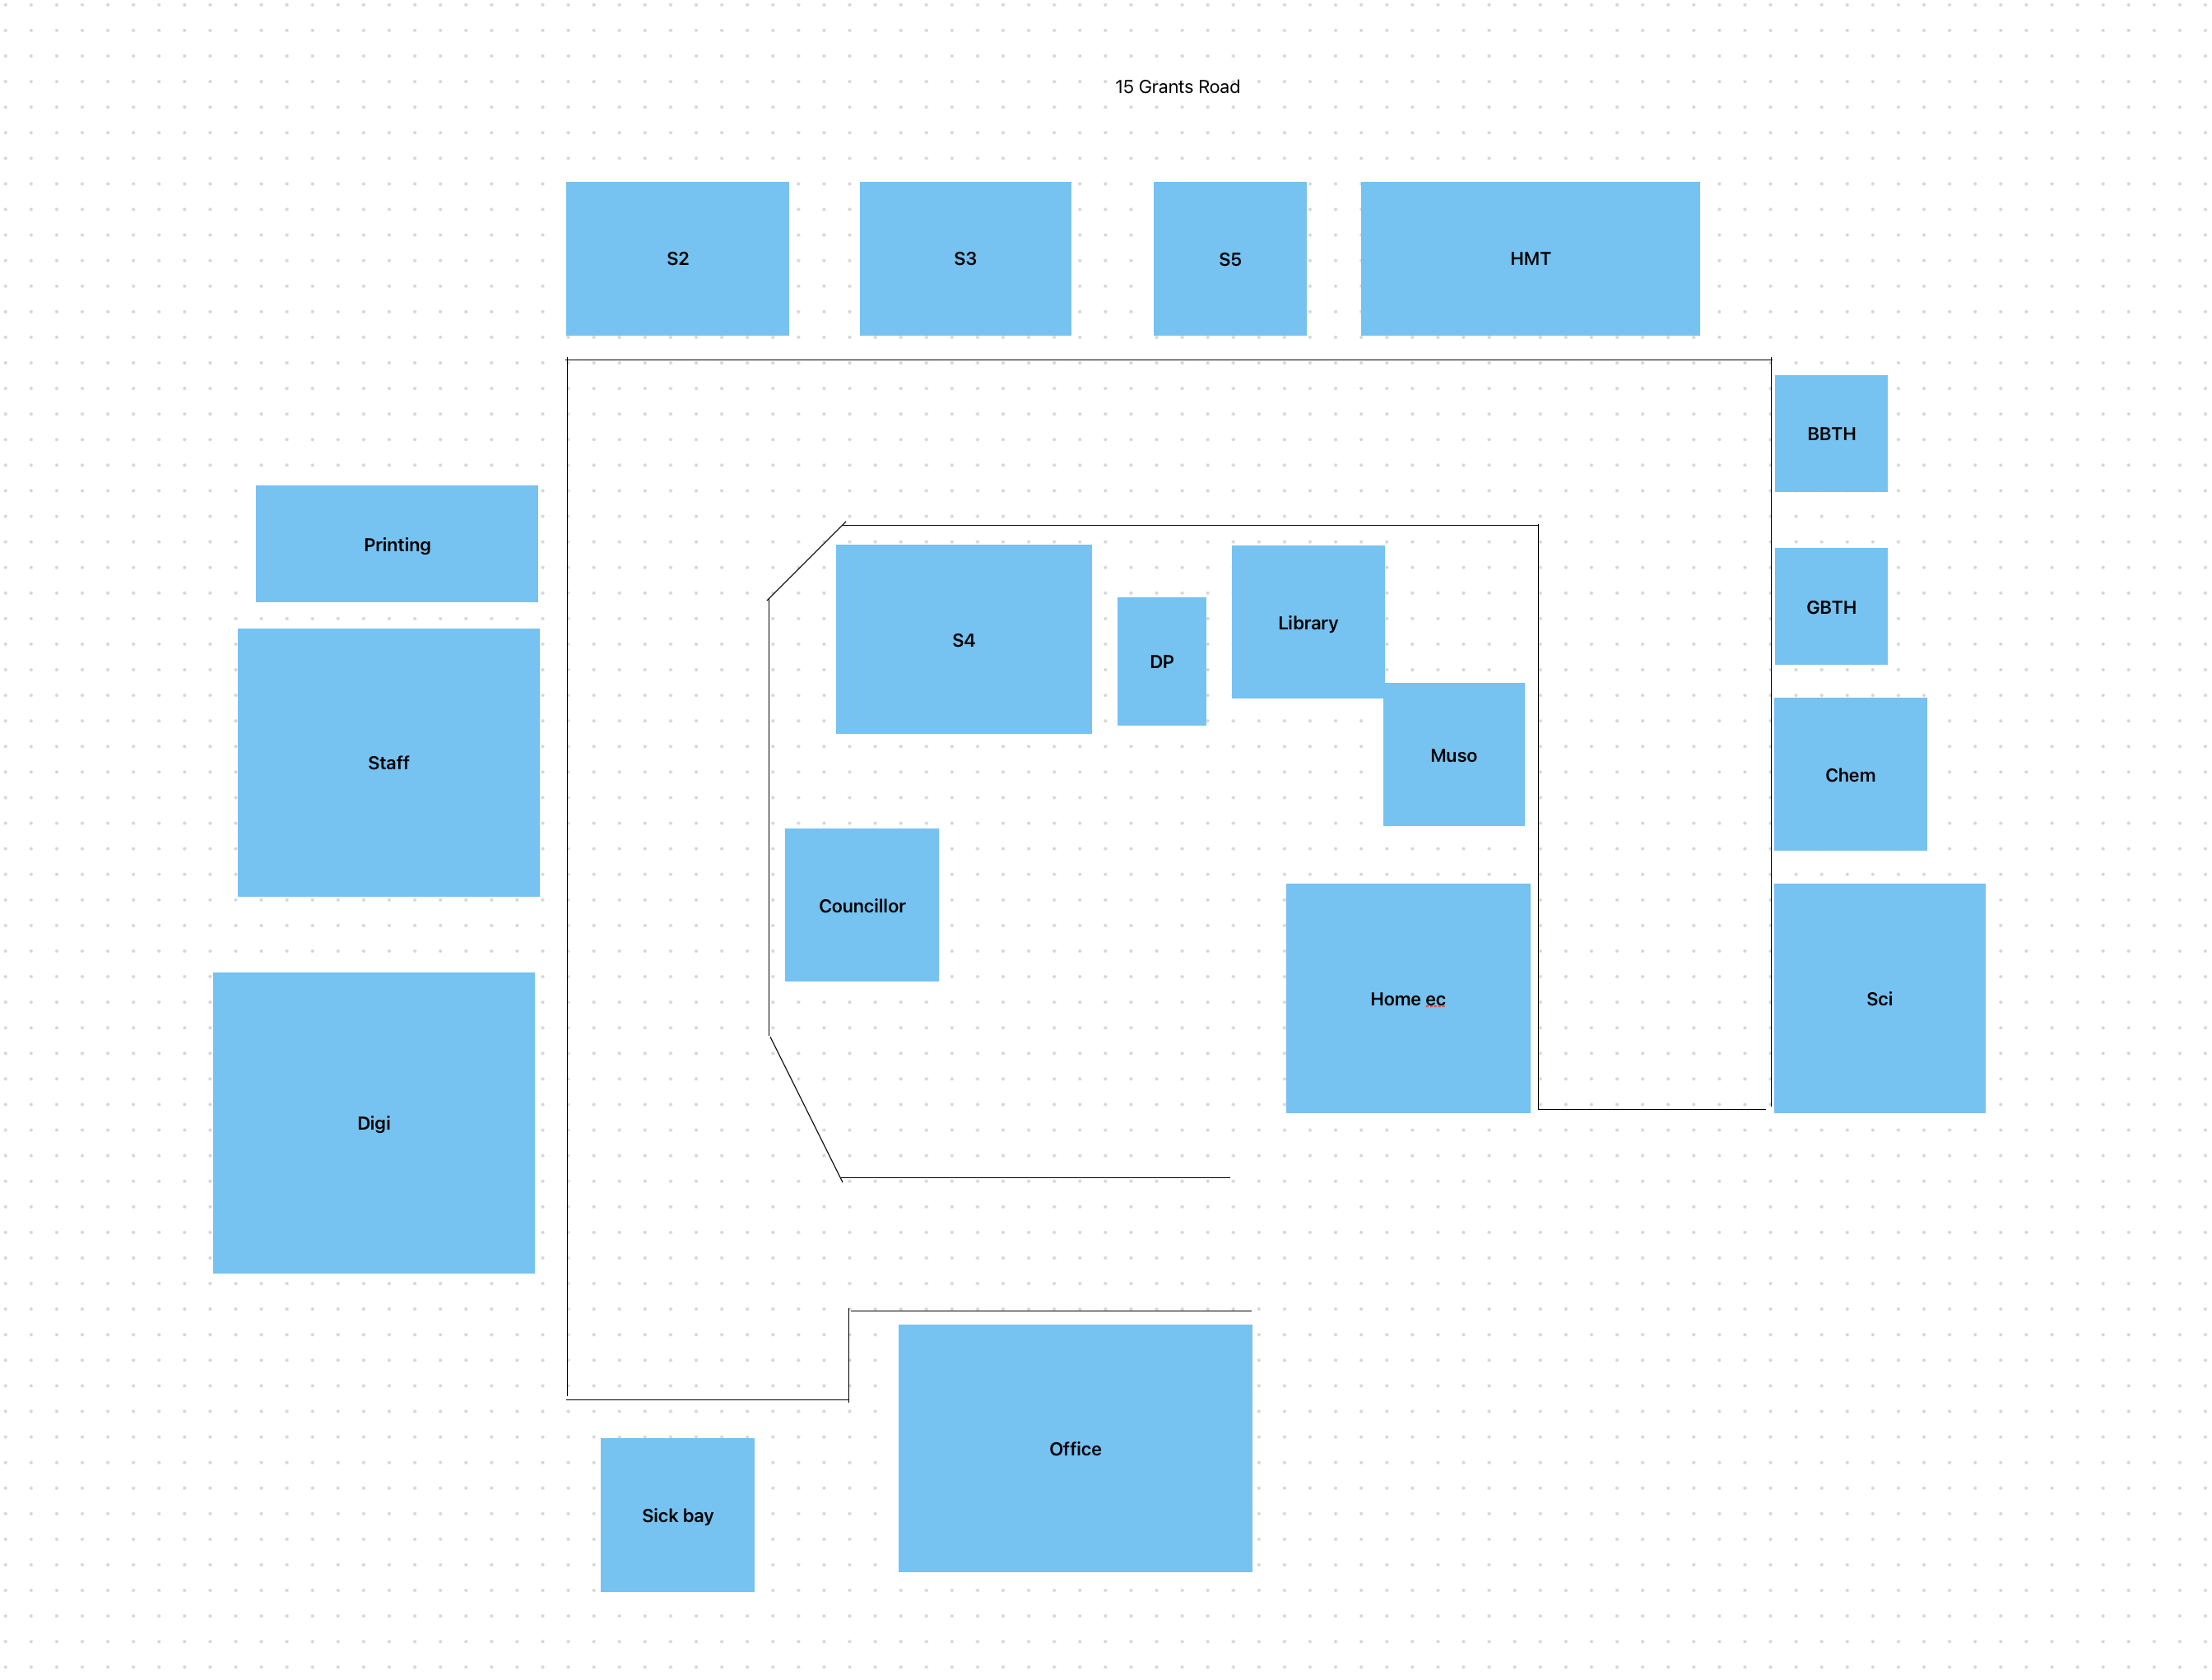 15 Grants Road
S2
S3
S5
HMT
BBTH
Printing
GBTH
S4
Library
DP
Staff
Muso
Chem
Councillor
Home ec
Sci
Digi
Office
Sick bay